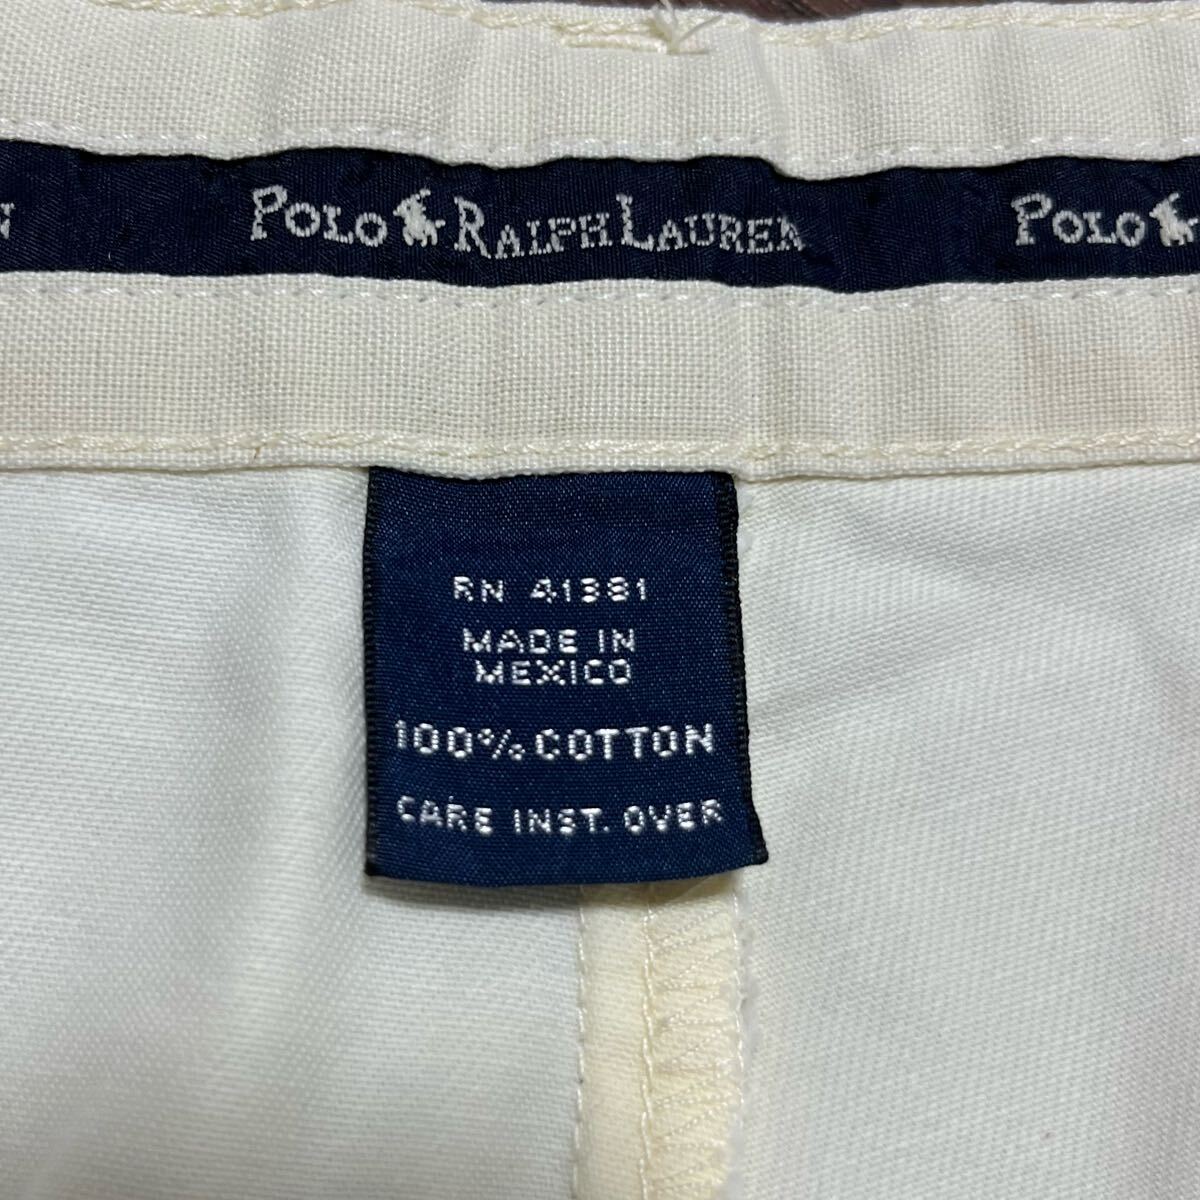 N POLO RALPH LAUREN POLO
RN 41381
MADE IN
MEXICO
100% COTTON
CARE INST. OVER